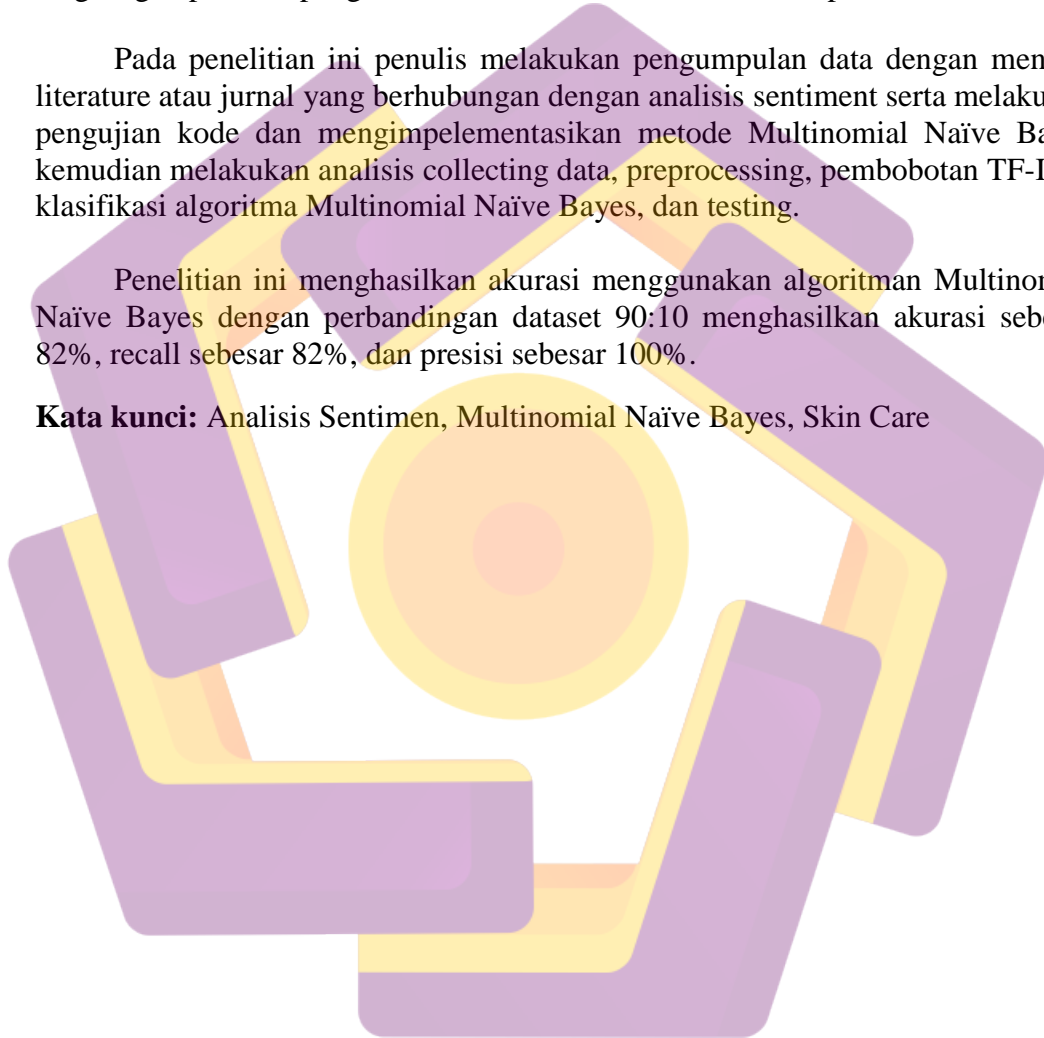 Pada penelitian ini penulis melakukan pengumpulan data dengan men
literature atau jurnal yang berhubungan dengan analisis sentiment serta melaku
pengujian kode dan mengimpelementasikan metode Multinomial Naïve Ba
kemudian melakukan analisis collecting data, preprocessing, pembobotan TF-I
klasifikasi algoritma Multinomial Naïve Bayes, dan testing.
Penelitian ini menghasilkan akurasi menggunakan algoritman Multinom
Naïve Bayes dengan perbandingan dataset 90:10 menghasilkan akurasi sebe
82%, recall sebesar 82%, dan presisi sebesar 100%.
Kata kunci: Analisis Sentimen, Multinomial Naïve Bayes, Skin Care